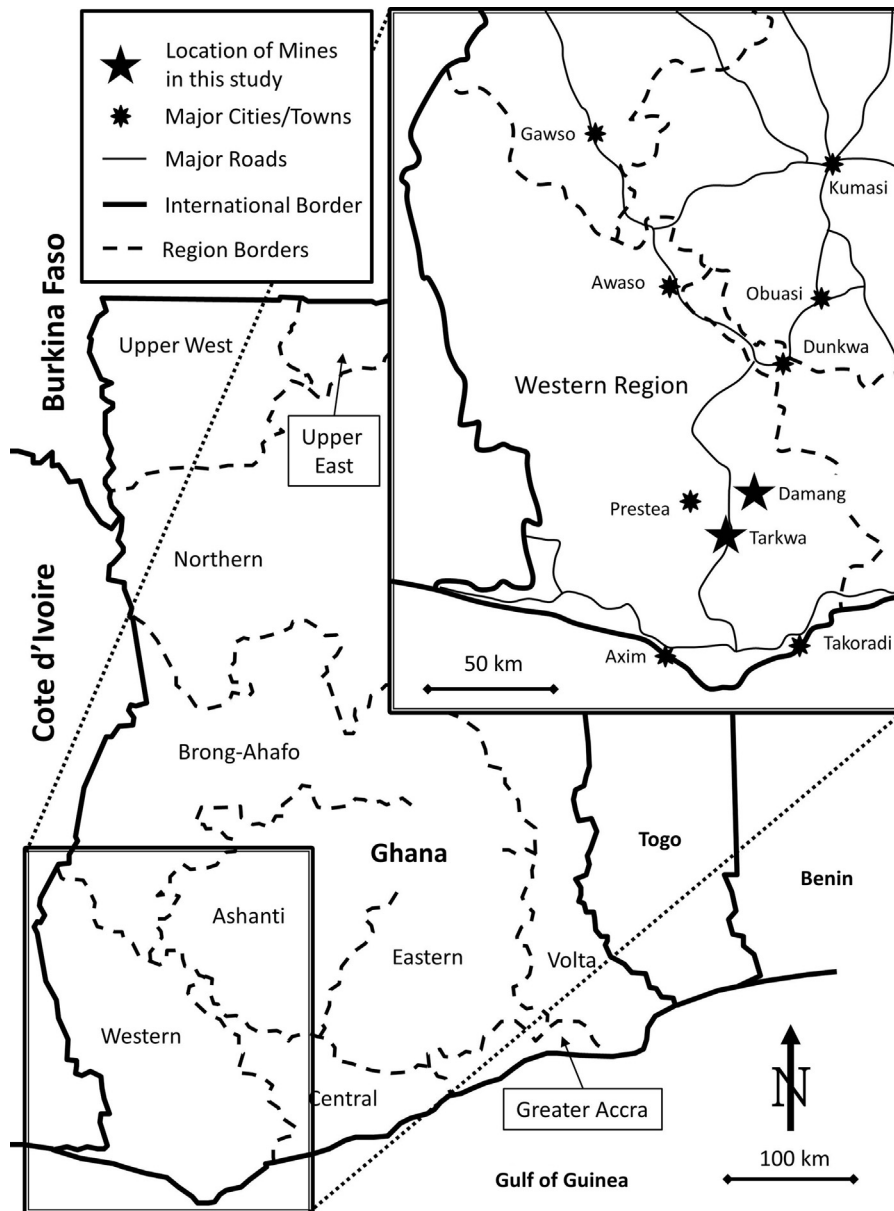 Location of Mines
in this study
Major Cities/Towns
Major Roads
International Border
Region Borders
Gawso
Kumasi
Awaso
Obuasi
Dunkwa
Western Region
Prestea
Damang
Tarkwa
Axim
Takoradi
50 km
Burkina Faso
Cote d'Ivoire
Upper West
Upper
East
Northern
Brong-Ahafo
Ghana
Togo
Benin
Ashanti
Eastern
Volta
Western
Central
Greater Accra
N
Gulf of Guinea
100 km